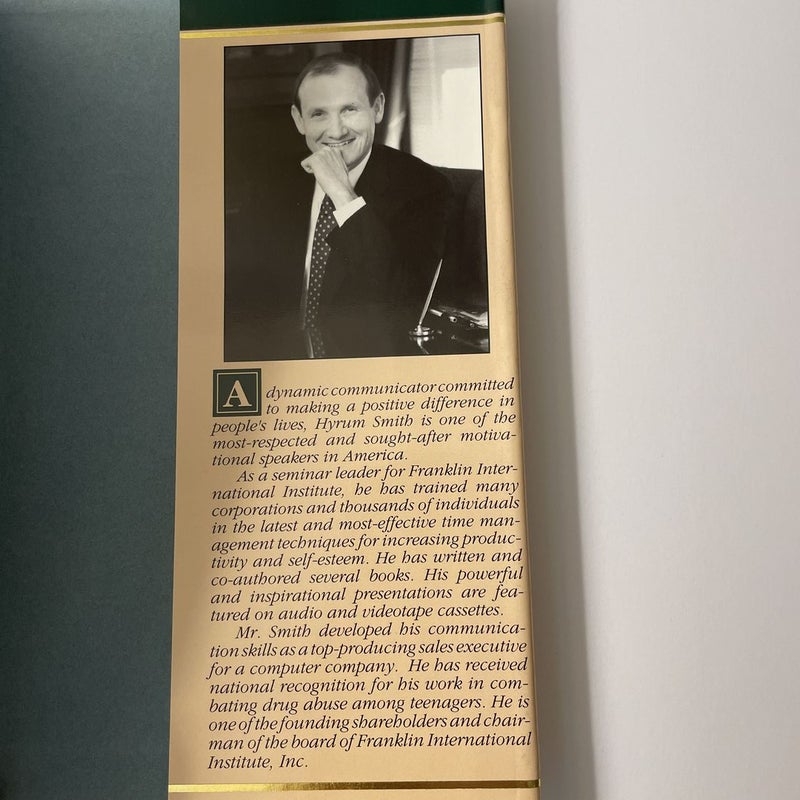 A dynamic communicator committed
to making a positive difference in
people's lives, Hyrum Smith is one of the
most-respected and sought-after motiva-
tional speakers in America.
As a seminar leader for Franklin Inter-
national Institute, he has trained many
corporations and thousands of individuals
in the latest and most-effective time man-
agement techniques for increasing produc-
tivity and self-esteem. He has written and
co-authored several books. His powerful
and inspirational presentations are fea-
tured on audio and videotape cassettes.
Mr. Smith developed his communica-
tion skills as a top-producing sales executive
for a computer company. He has received
national recognition for his work in com-
bating drug abuse among teenagers. He is
one of the founding shareholders and chair-
man of the board of Franklin International
Institute, Inc.